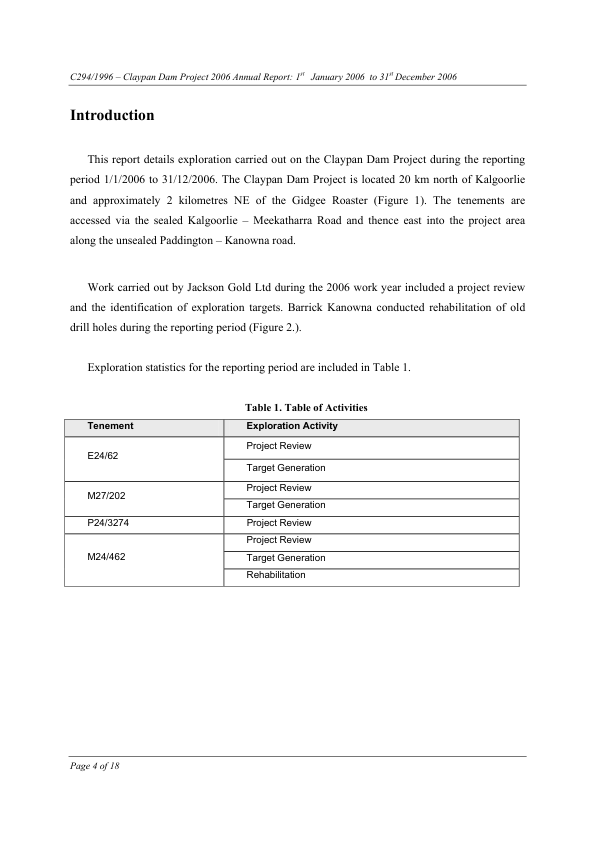 C294/1996 – Claypan Dam Project 2006 Annual Report: 1st January 2006 to 31st December 2006
Introduction
This report details exploration carried out on the Claypan Dam Project during the reporting
period 1/1/2006 to 31/12/2006. The Claypan Dam Project is located 20 km north of Kalgoorlie
and approximately 2 kilometres NE of the Gidgee Roaster (Figure 1). The tenements are
accessed via the sealed Kalgoorlie – Meekatharra Road and thence east into the project area
along the unsealed Paddington – Kanowna road.
Work carried out by Jackson Gold Ltd during the 2006 work year included a project review
and the identification of exploration targets. Barrick Kanowna conducted rehabilitation of old
drill holes during the reporting period (Figure 2.).
Exploration statistics for the reporting period are included in Table 1.
Table 1. Table of Activities
Tenement Exploration Activity
E24/62
Project Review
Target Generation
M27/202
Project Review
Target Generation
P24/3274 Project Review
M24/462
Project Review
Target Generation
Rehabilitation
Page 4 of 18